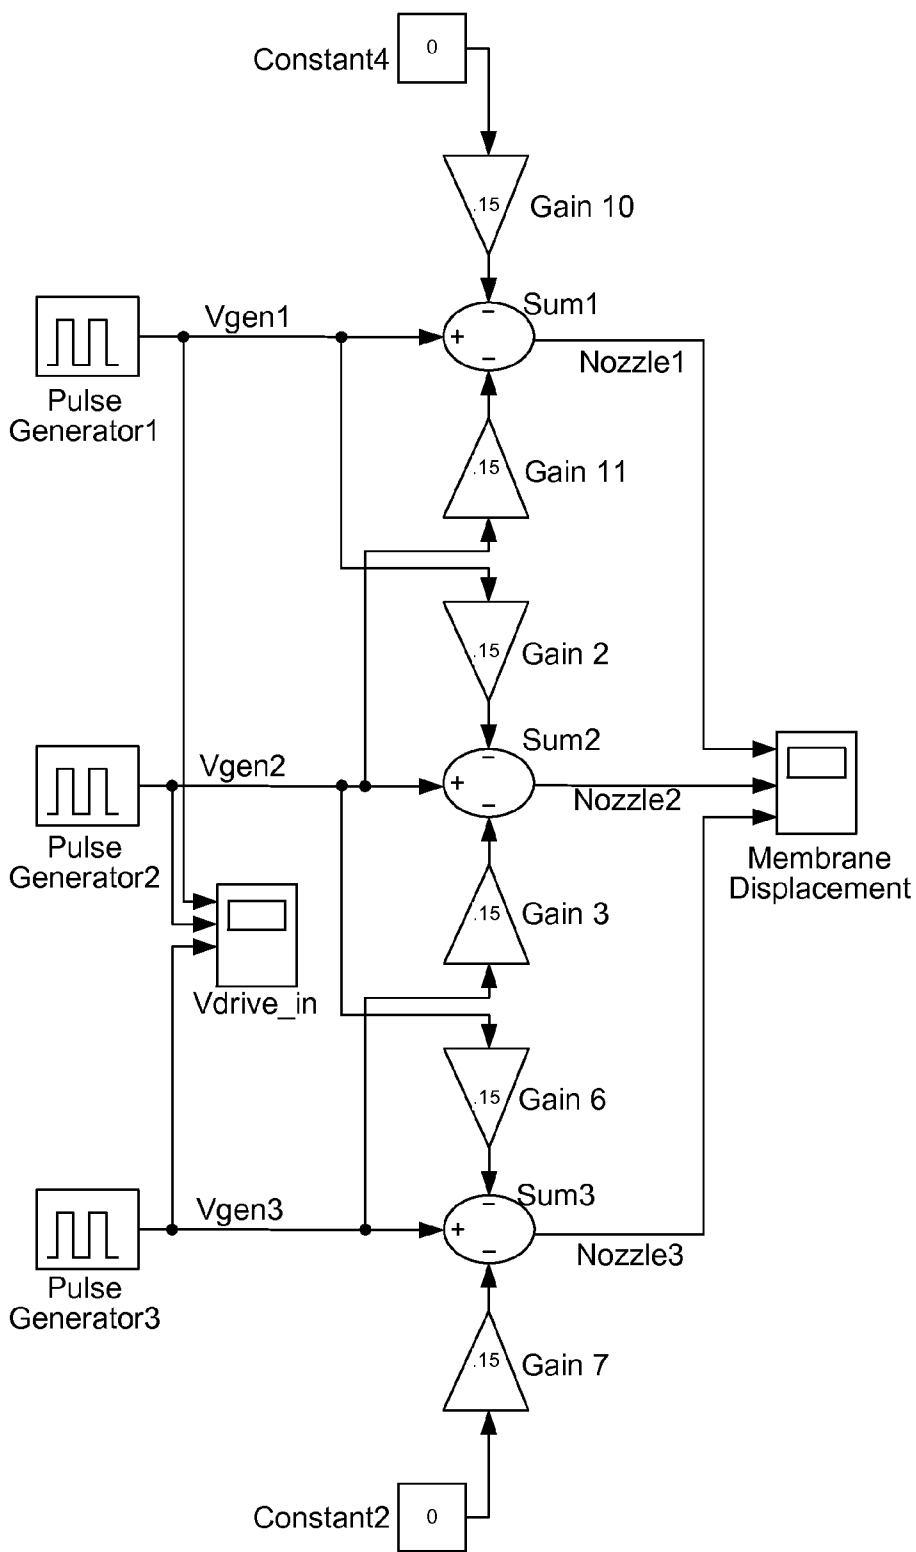 Constant4
0
.15
Gain 10
Sum1
−
Vgen1
+
−
Nozzle1
Pulse
Generator1
.15
Gain 11
.15
Gain 2
Sum2
−
Vgen2
+
−
Nozzle2
Pulse
Generator2
Membrane
Displacement
.15
Gain 3
Vdrive_in
.15
Gain 6
Sum3
−
Vgen3
+
−
Nozzle3
Pulse
Generator3
.15
Gain 7
Constant2
0